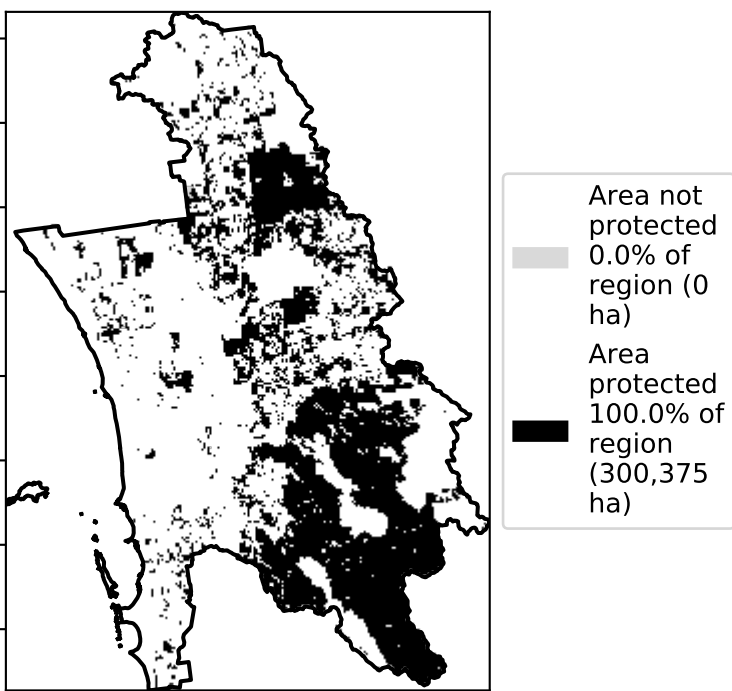 Area not
protected
0.0% of
region (0
ha)
Area
protected
100.0% of
region
(300,375
ha)